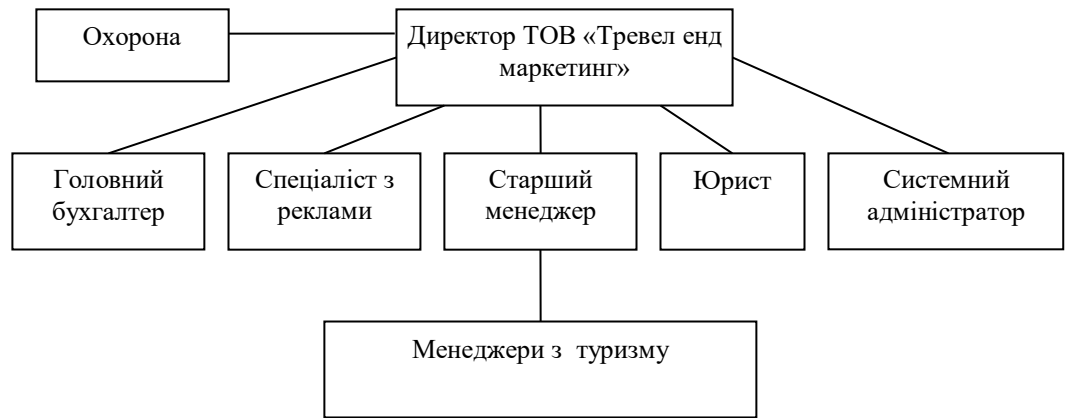 Охорона
Директор ТОВ «Тревел енд
маркетинг»
Головний
бухгалтер
Спеціаліст з
реклами
Старший
менеджер
Юрист
Системний
адміністратор
Менеджери з туризму